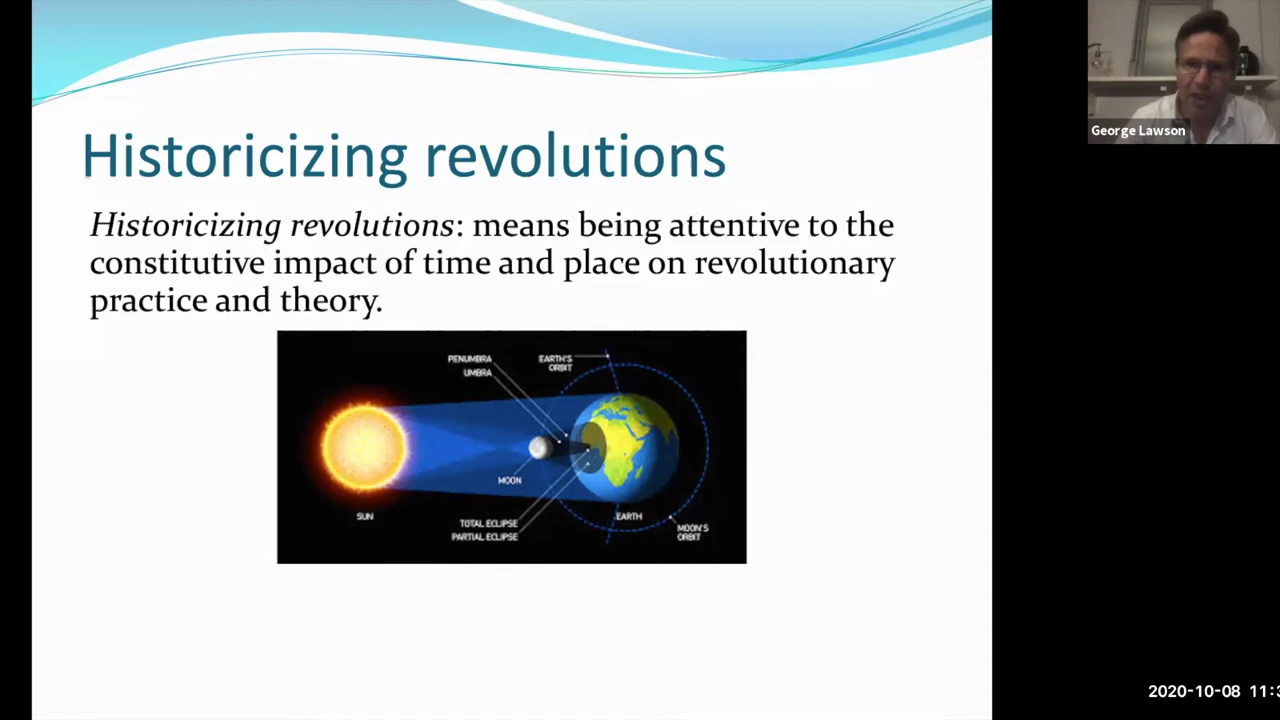 Historicizing revolutions
Historicizing revolutions: means being attentive to the
constitutive impact of time and place on revolutionary
practice and theory.
PENUMBRA
UMBRA
EARTH'S
ORBIT
MOON
SUN
TOTAL ECLIPSE
PARTIAL ECLIPSE
EARTH
MOON'S
ORBIT
George Lawson
2020-10-08 11:3